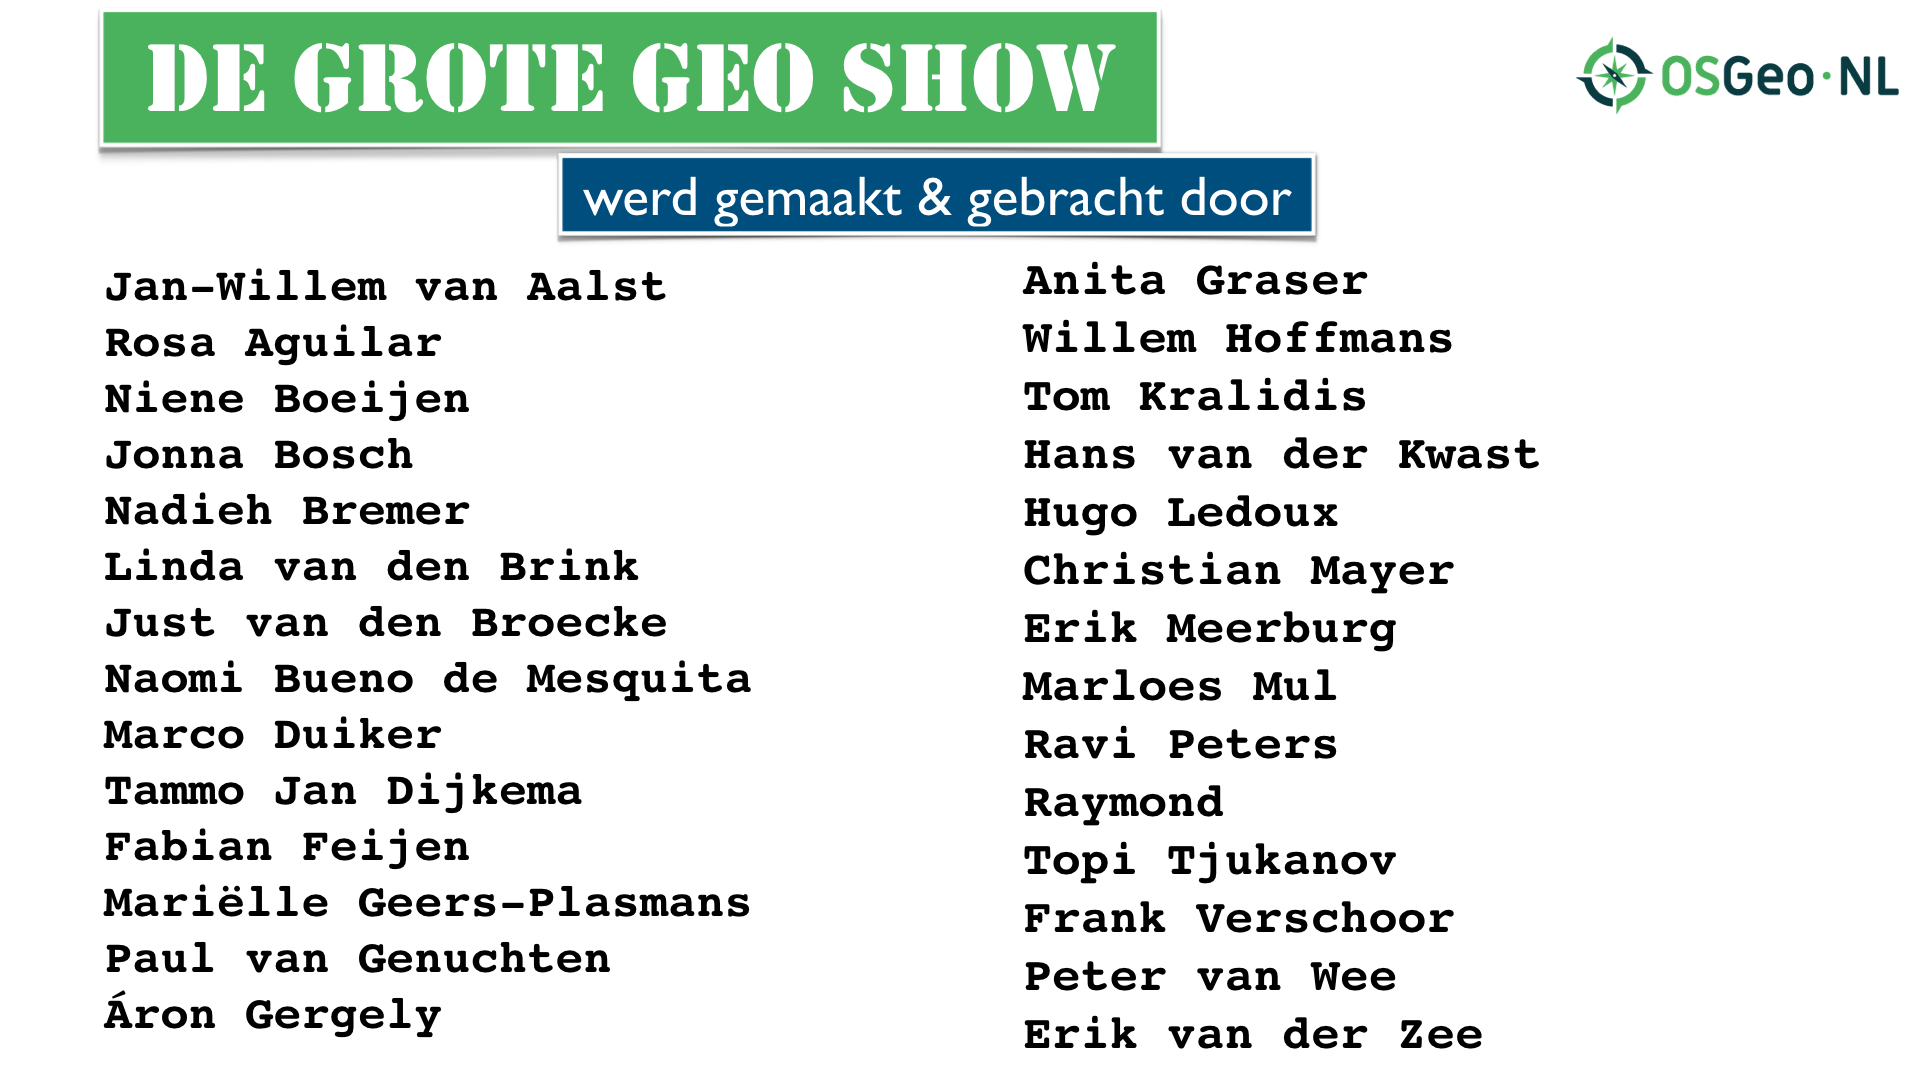 DE GROTE GEO SHOW
OSGeo·NL
werd gemaakt & gebracht door
Jan-Willem van Aalst
Rosa Aguilar
Niene Boeijen
Jonna Bosch
Nadieh Bremer
Linda van den Brink
Just van den Broecke
Naomi Bueno de Mesquita
Marco Duiker
Tammo Jan Dijkema
Fabian Feijen
Mariëlle Geers-Plasmans
Paul van Genuchten
Áron Gergely
Anita Graser
Willem Hoffmans
Tom Kralidis
Hans van der Kwast
Hugo Ledoux
Christian Mayer
Erik Meerburg
Marloes Mul
Ravi Peters
Raymond
Topi Tjukanov
Frank Verschoor
Peter van Wee
Erik van der Zee